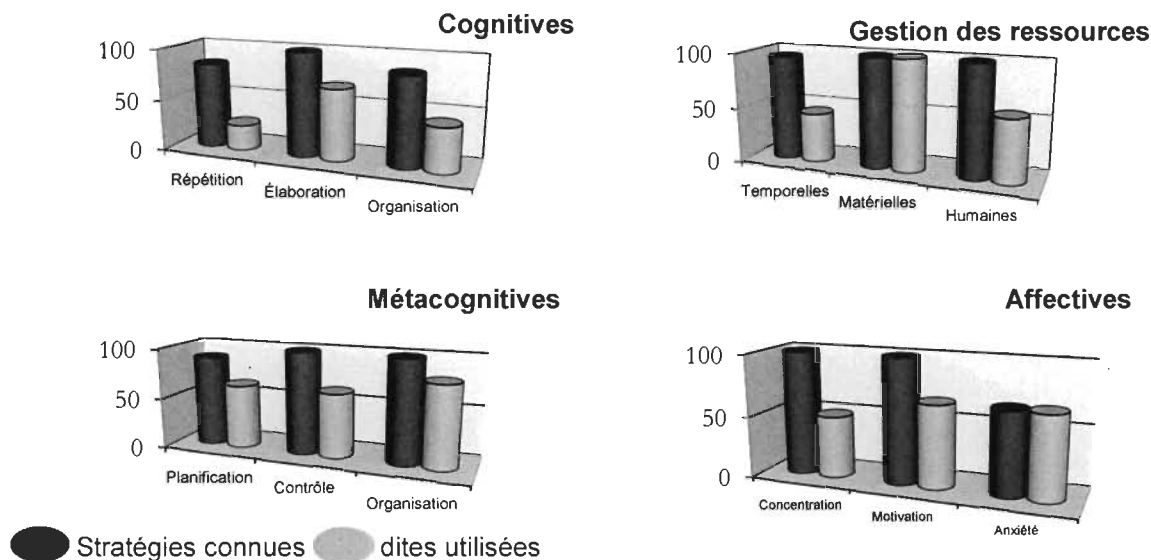 Cognitives
100
50
0
Répétition
Élaboration
Organisation
Gestion des ressources
100
50
0
Temporelles
Matérielles
Humaines
Métacognitives
100
50
0
Planification
Contrôle
Organisation
Affectives
100
50
0
Concentration
Motivation
Anxiété
Stratégies connues dites utilisées